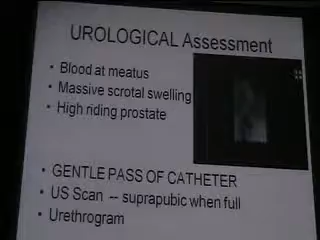 UROLOGICAL Assessment
• Blood at meatus
• Massive scrotal swelling
• High riding prostate
• GENTLE PASS OF CATHETER
• US Scan -- suprapubic when full
• Urethrogram